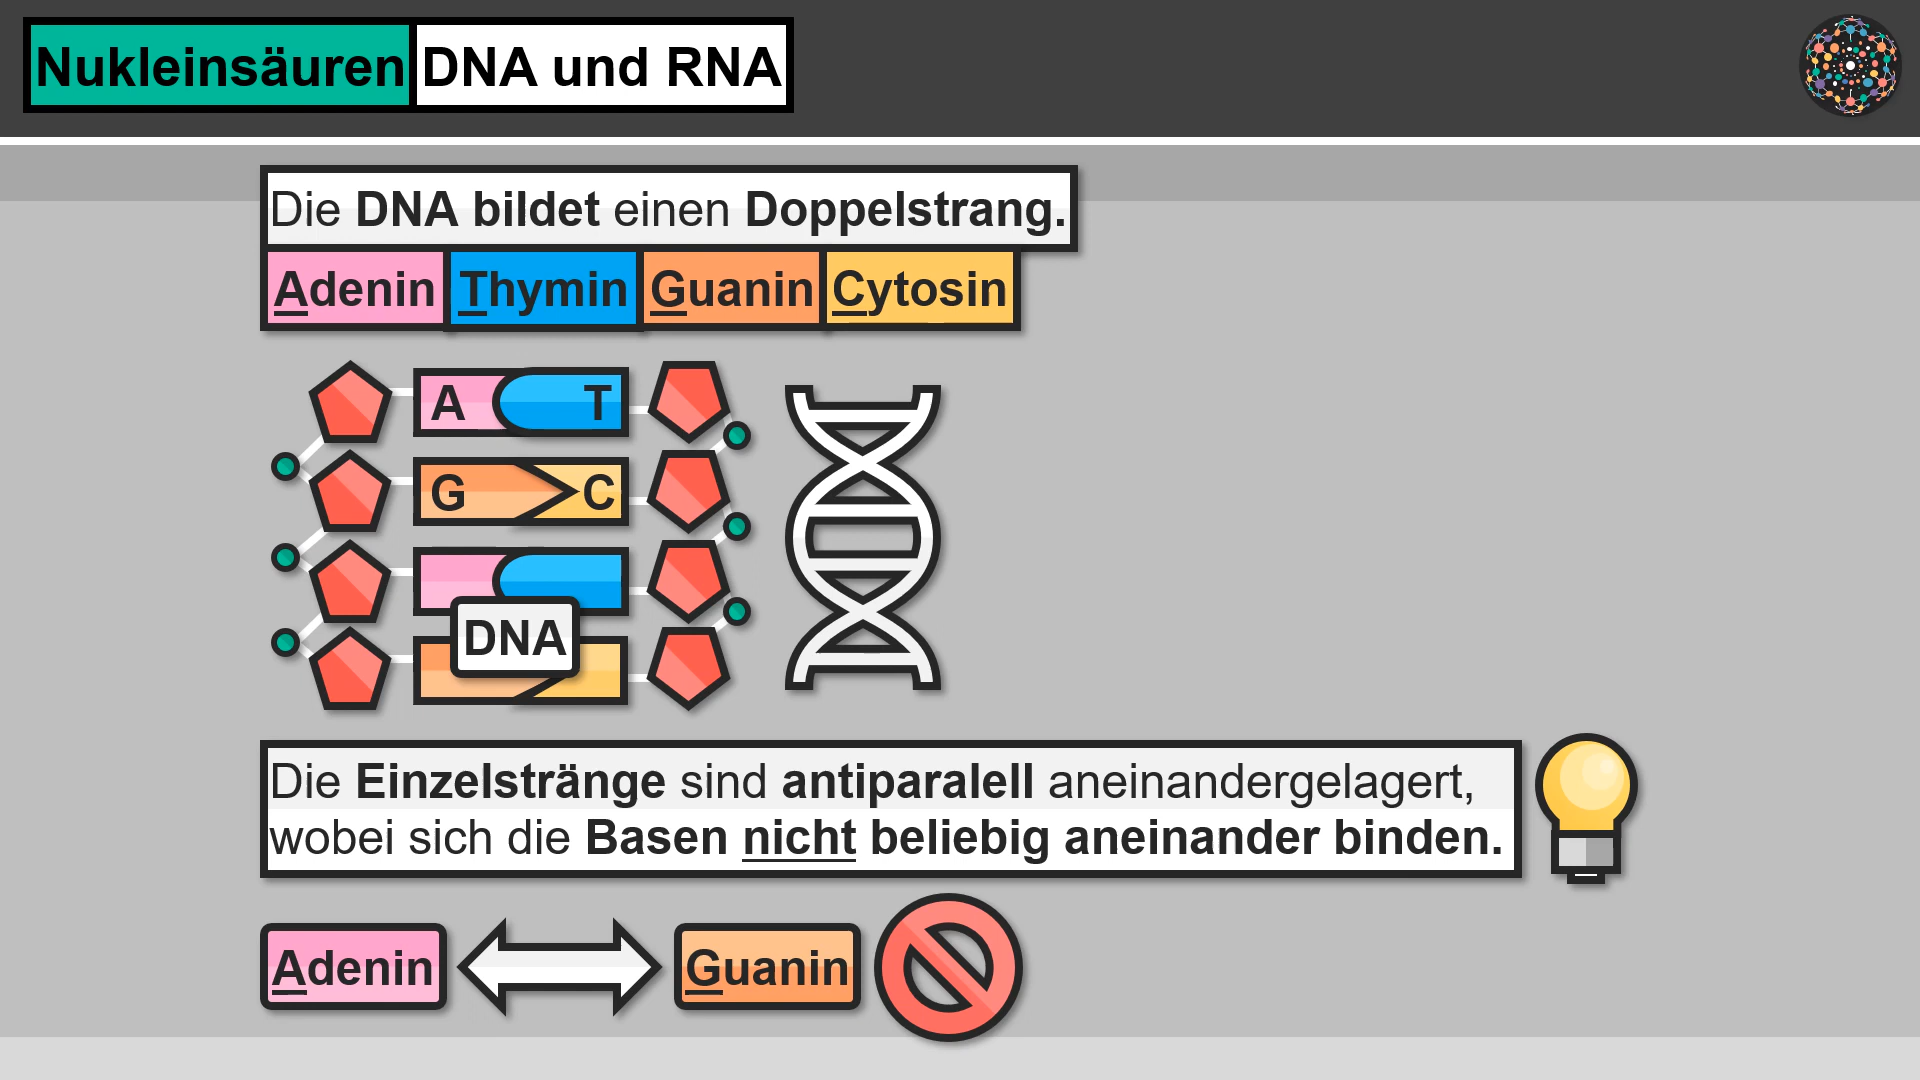 Nukleinsäuren DNA und RNA
Die DNA bildet einen Doppelstrang.
Adenin Thymin Guanin Cytosin
A T
G C
DNA
Die Einzelstränge sind antiparalell aneinandergelagert,
wobei sich die Basen nicht beliebig aneinander binden.
Adenin Guanin